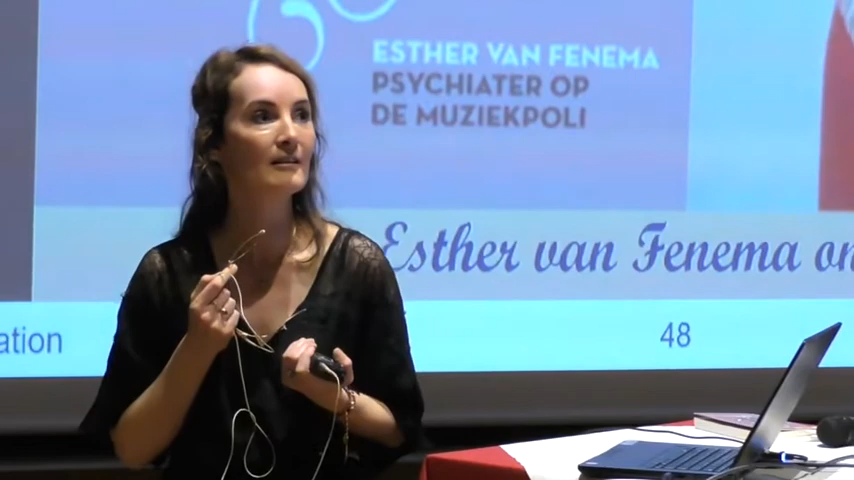 ESTHER VAN FENEMA
PSYCHIATER OP
DE MUZIEKPOLI
Esther van Fenema on
ation
48